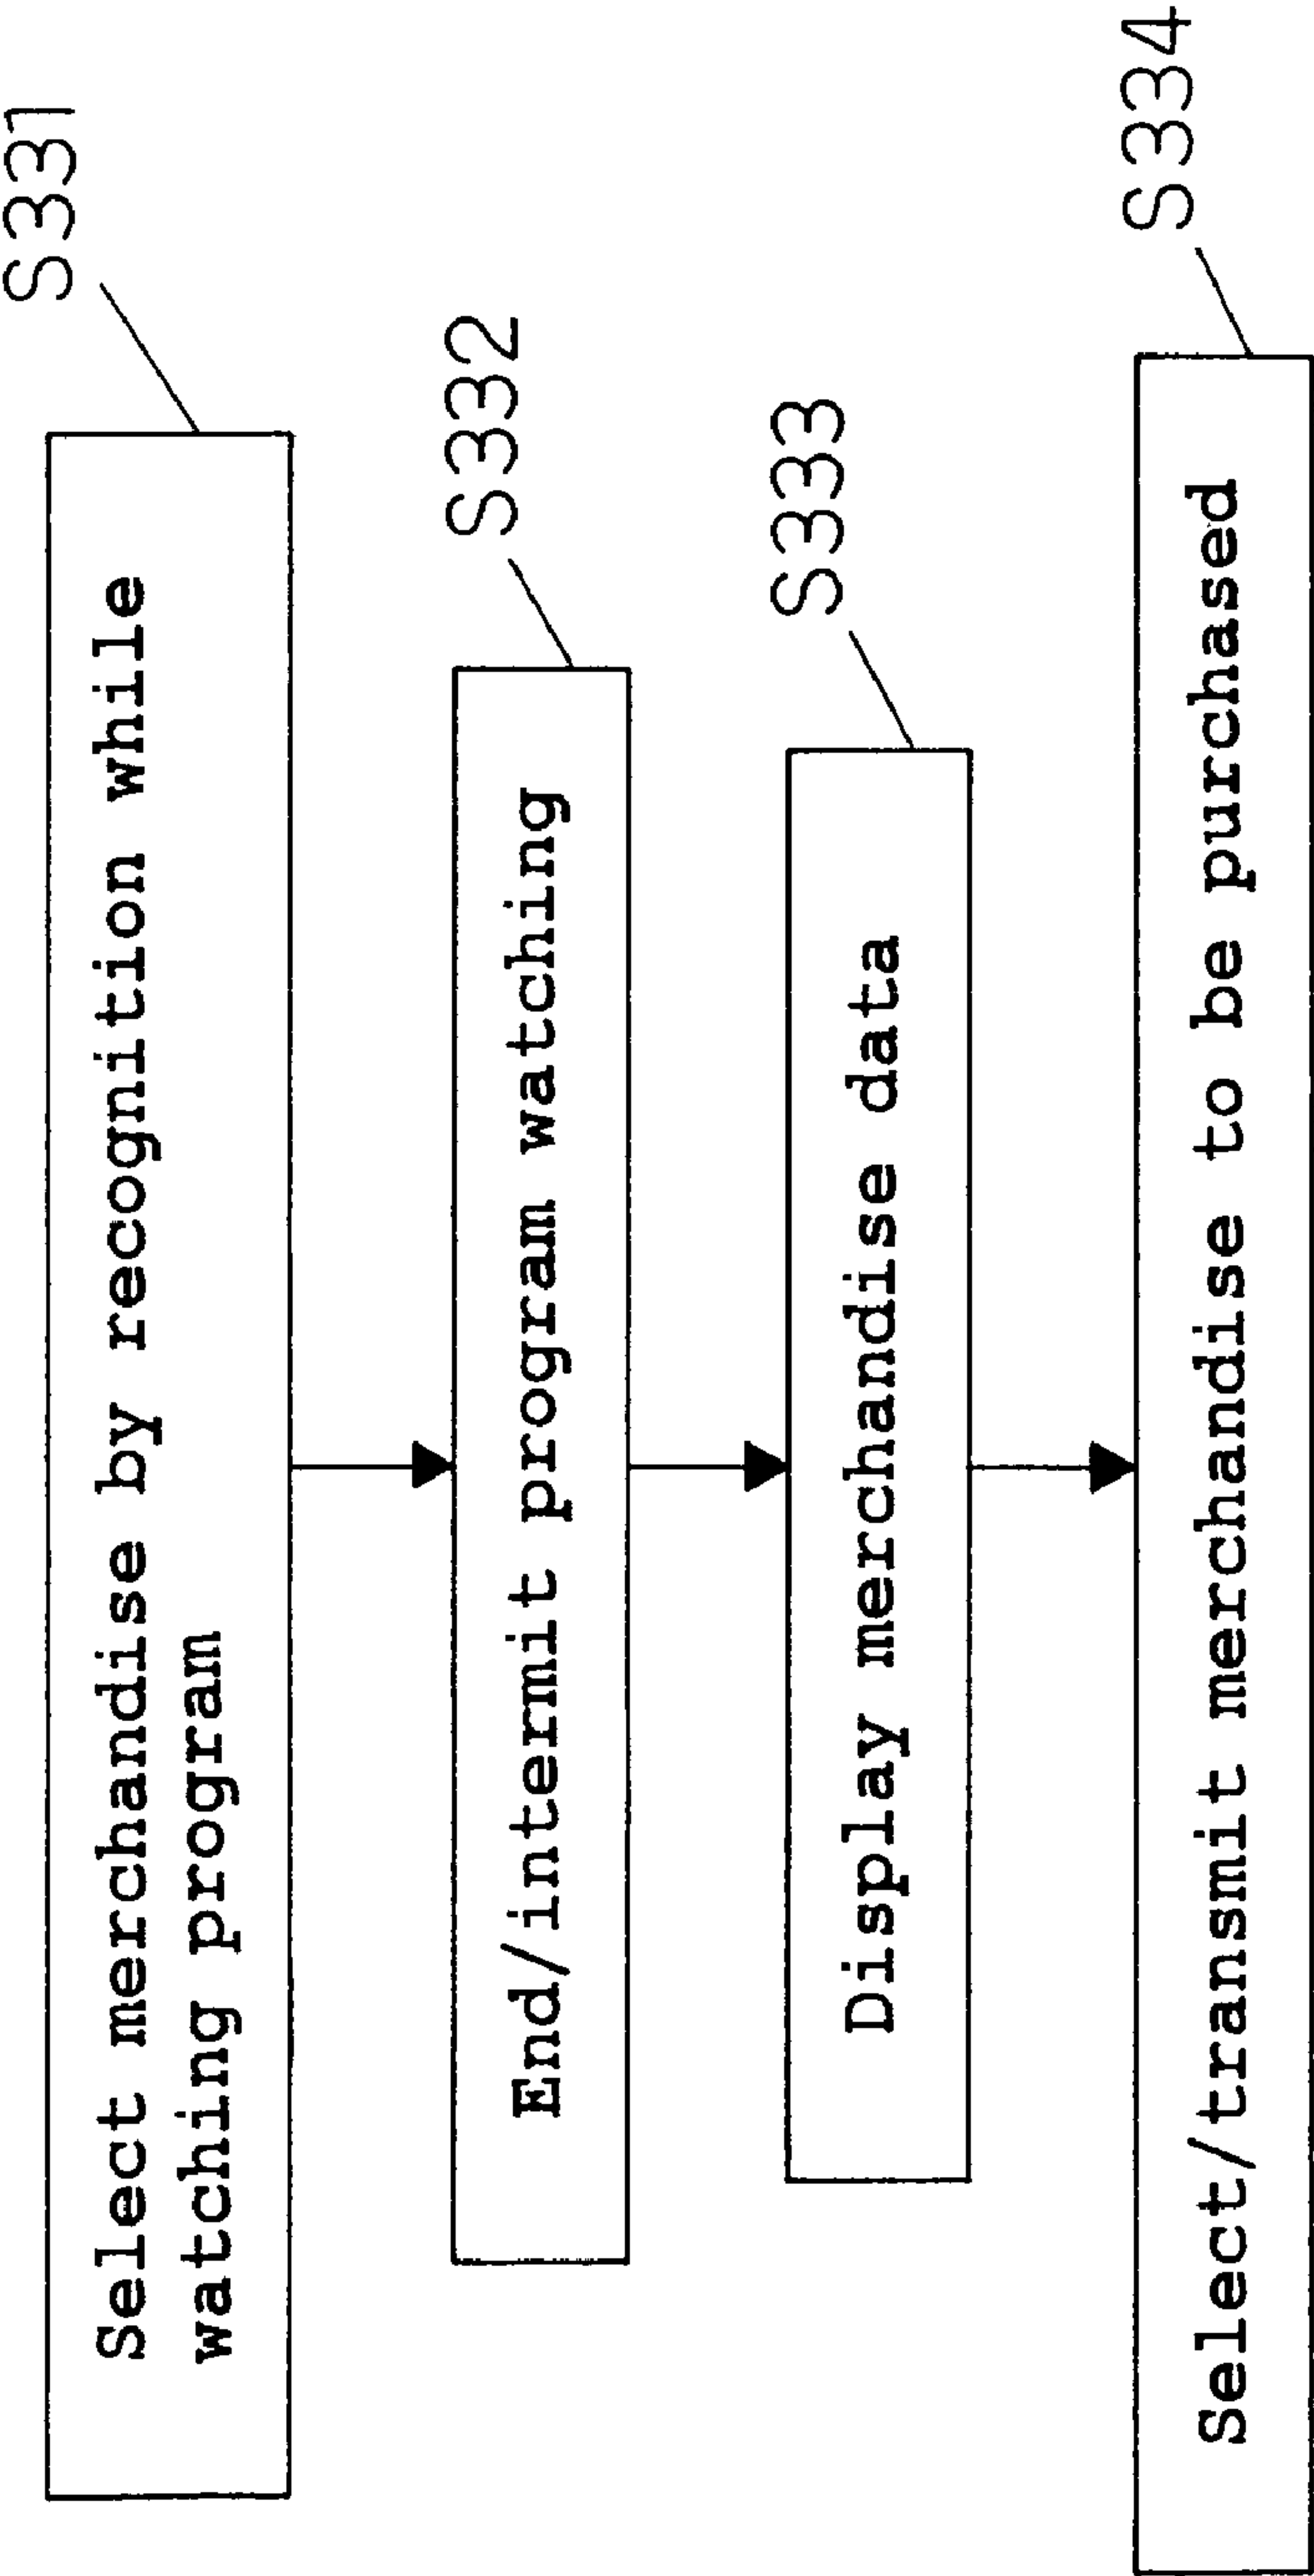 S331
Select merchandise by recognition while
watching program
S332
End/intermit program watching
S333
Display merchandise data
S334
Select/transmit merchandise to be purchased